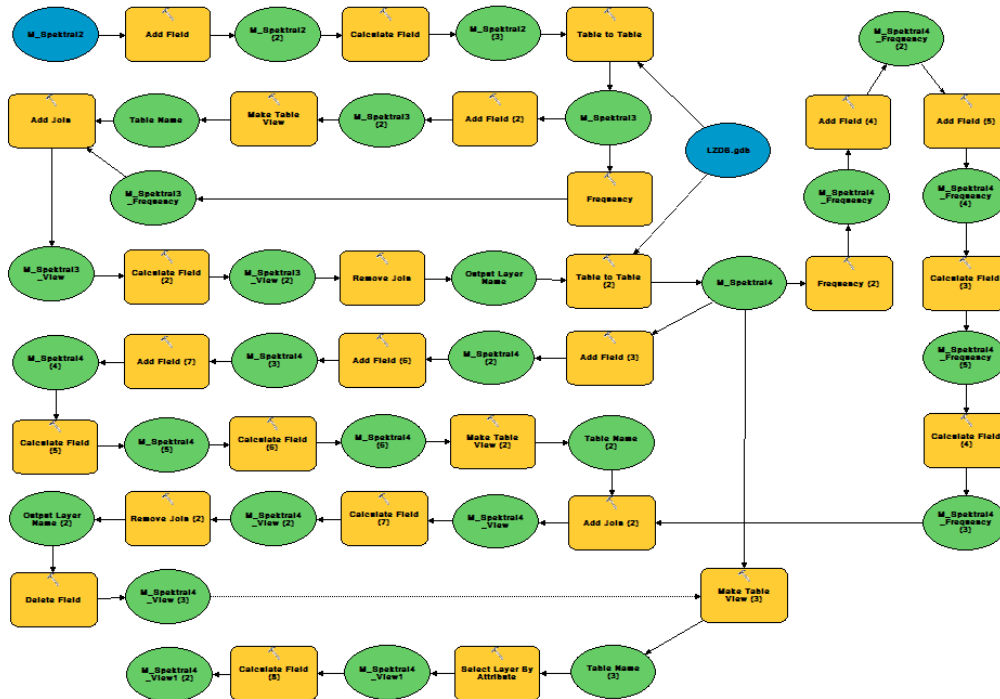 M_Spektral2
Add Field
M_Spektral2
(2)
Calculate Field
M_Spektral2
(3)
Table to Table
M_Spektral4
_Frequency
(2)
Add Join
Table Name
Make Table
View
M_Spektral3
(2)
Add Field (2)
M_Spektral3
LZDB.gdb
Add Field (4)
Add Field (5)
M_Spektral3
_Frequency
Frequency
M_Spektral4
_Frequency
M_Spektral4
_Frequency
(4)
M_Spektral3
_View
Calculate Field
(2)
M_Spektral3
_View (2)
Remove Join
Output Layer
Name
Table to Table
(2)
M_Spektral4
Frequency (2)
Calculate Field
(3)
M_Spektral4
(4)
Add Field (7)
M_Spektral4
(3)
Add Field (6)
M_Spektral4
(2)
Add Field (3)
M_Spektral4
_Frequency
(5)
Calculate Field
(5)
M_Spektral4
(5)
Calculate Field
(6)
M_Spektral4
(6)
Make Table
View (2)
Table Name
(2)
Calculate Field
(4)
Output Layer
Name (2)
Remove Join (2)
M_Spektral4
_View (2)
Calculate Field
(7)
M_Spektral4
_View
Add Join (2)
M_Spektral4
_Frequency
(3)
Delete Field
M_Spektral4
_View (3)
Make Table
View (3)
M_Spektral4
_View1 (2)
Calculate Field
(8)
M_Spektral4
_View1
Select Layer By
Attribute
Table Name
(3)